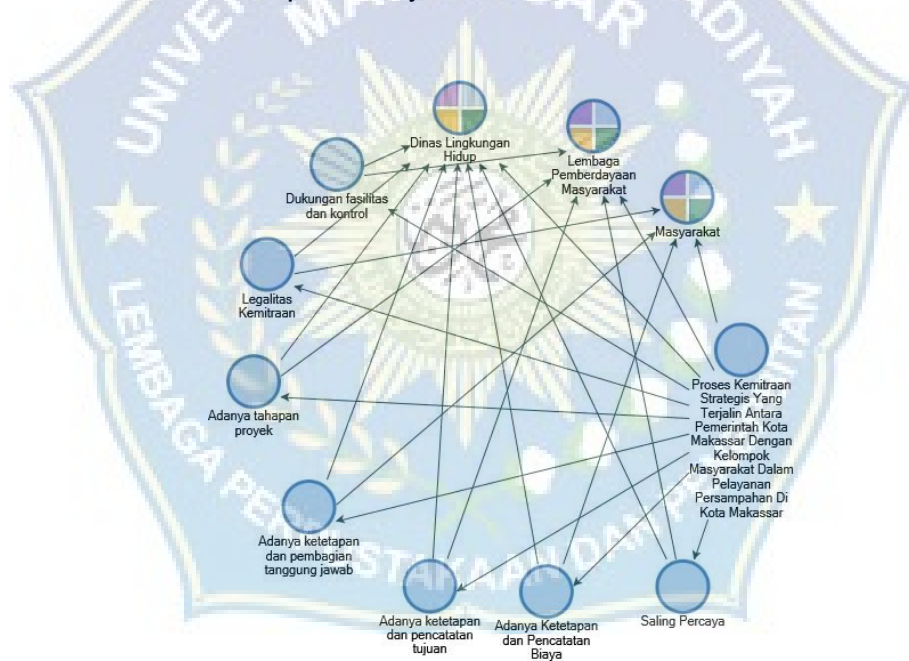 Dinas Lingkungan
Hidup
Lembaga
Pemberdayaan
Masyarakat
Dukungan fasilitas
dan kontrol
Masyarakat
Legalitas
Kemitraan
Proses Kemitraan
Strategis Yang
Terjalin Antara
Pemerintah Kota
Makassar Dengan
Kelompok
Masyarakat Dalam
Pelayanan
Persampahan Di
Kota Makassar
Adanya tahapan
proyek
Adanya ketetapan
dan pembagian
tanggung jawab
Adanya ketetapan
dan pencatatan
tujuan
Adanya Ketetapan
dan Pencatatan
Biaya
Saling Percaya